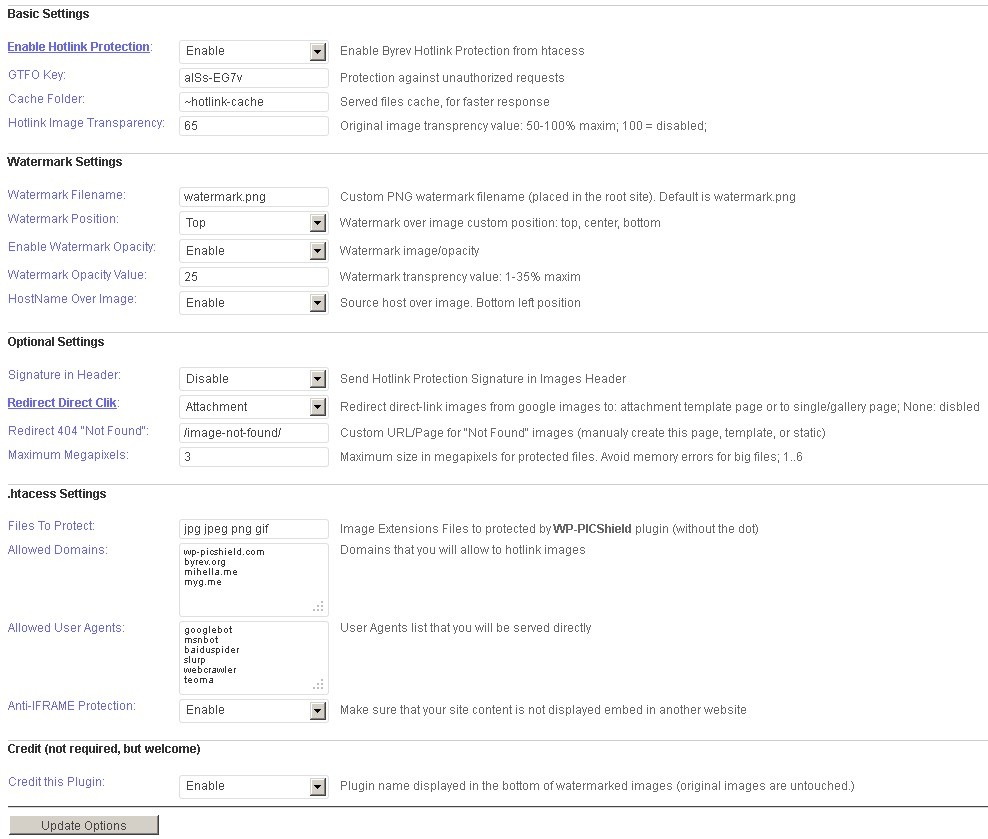 Basic Settings
Enable Hotlink Protection: Enable Enable Byrev Hotlink Protection from htacess
GTFO Key: alSs-EG7v Protection against unauthorized requests
Cache Folder: ~hotlink-cache Served files cache, for faster response
Hotlink Image Transparency: 65 Original image transprency value: 50-100% maxim; 100 = disabled;
Watermark Settings
Watermark Filename: watermark.png Custom PNG watermark filename (placed in the root site). Default is watermark.png
Watermark Position: Top Watermark over image custom position: top, center, bottom
Enable Watermark Opacity: Enable Watermark image/opacity
Watermark Opacity Value: 25 Watermark transprency value: 1-35% maxim
HostName Over Image: Enable Source host over image. Bottom left position
Optional Settings
Signature in Header: Disable Send Hotlink Protection Signature in Images Header
Redirect Direct Clik: Attachment Redirect direct-link images from google images to: attachment template page or to single/gallery page; None: disbled
Redirect 404 "Not Found": /image-not-found/ Custom URL/Page for "Not Found" images (manualy create this page, template, or static)
Maximum Megapixels: 3 Maximum size in megapixels for protected files. Avoid memory errors for big files; 1..6
.htacess Settings
Files To Protect: jpg jpeg png gif Image Extensions Files to protected by WP-PICShield plugin (without the dot)
Allowed Domains: wp-picshield.com Domains that you will allow to hotlink images
byrev.org
mihella.me
myg.me
Allowed User Agents: googlebot User Agents list that you will be served directly
msnbot
baiduspider
slurp
webcrawler
teoma
Anti-IFRAME Protection: Enable Make sure that your site content is not displayed embed in another website
Credit (not required, but welcome)
Credit this Plugin: Enable Plugin name displayed in the bottom of watermarked images (original images are untouched.)
Update Options